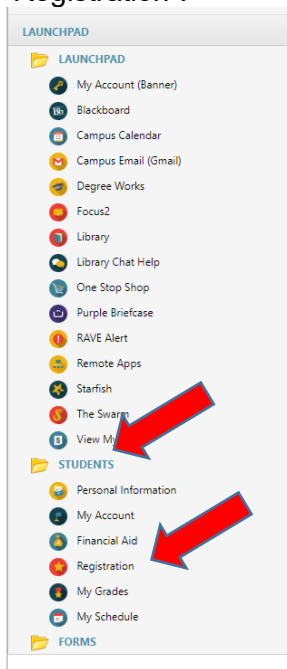 Registration".
LAUNCHPAD
LAUNCHPAD
My Account (Banner)
Blackboard
Campus Calendar
Campus Email (Gmail)
Degree Works
Focus2
Library
Library Chat Help
One Stop Shop
Purple Briefcase
RAVE Alert
Remote Apps
Starfish
The Swarm
View My
STUDENTS
Personal Information
My Account
Financial Aid
Registration
My Grades
My Schedule
FORMS